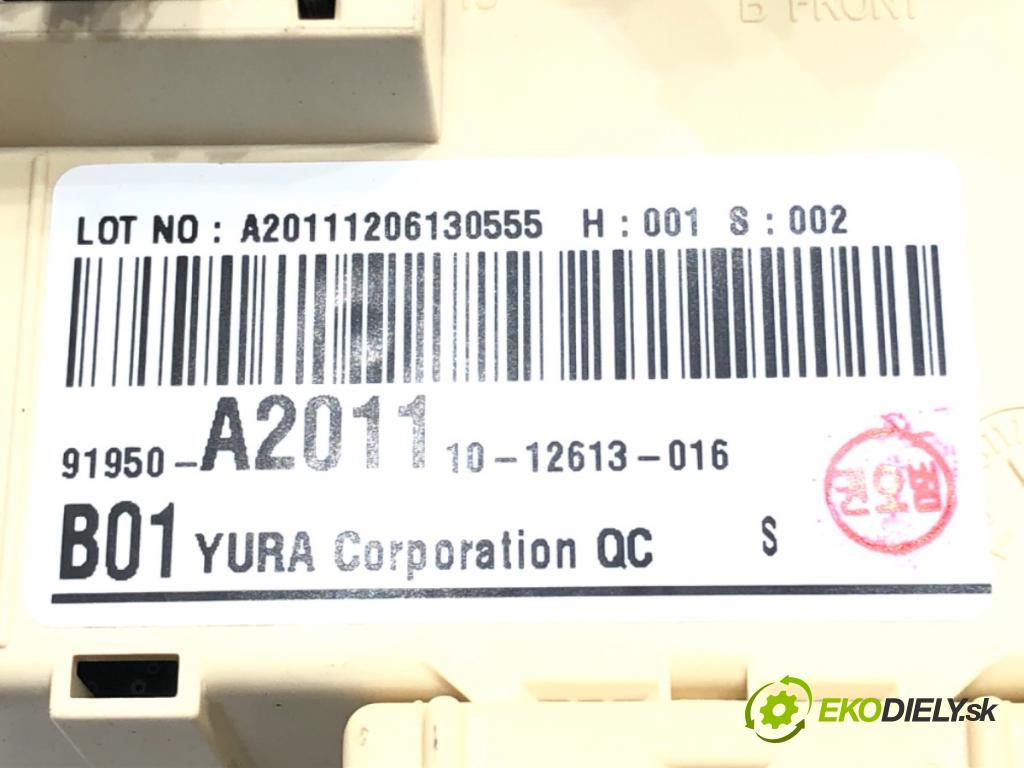 B FRONT
LOT NO : A20111206130555 H : 001 S : 002
91950-A2011 10-12613-016
B01 YURA Corporation QC S
권오범
EKODIELY.sk